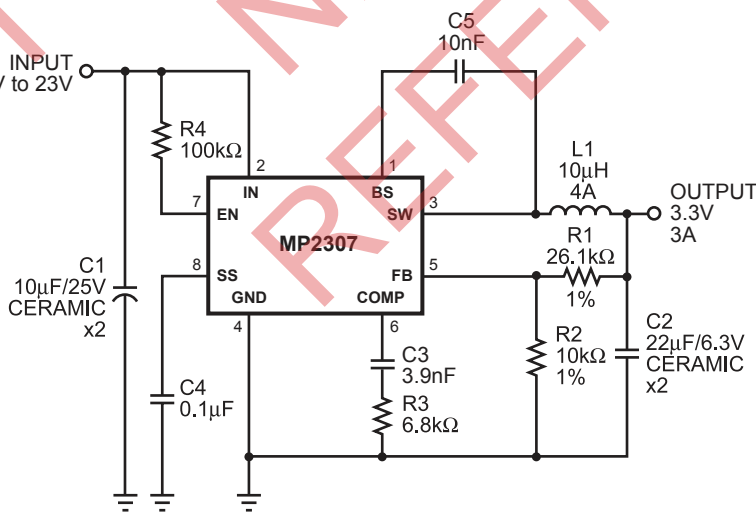 C5
10nF
INPUT
V to 23V
R4
100kΩ
2
1
IN
BS
L1
10µH
4A
7
EN
3
SW
OUTPUT
3.3V
3A
MP2307
R1
26.1kΩ
1%
8
SS
5
FB
C1
10µF/25V
CERAMIC
x2
GND
COMP
4
6
R2
10kΩ
1%
C2
22µF/6.3V
CERAMIC
x2
C3
3.9nF
C4
0.1µF
R3
6.8kΩ
REFE